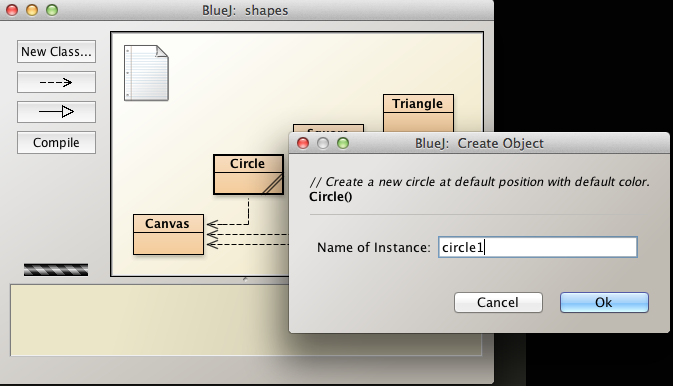 BlueJ: shapes
New Class...
Compile
Triangle
Square
Circle
Canvas
BlueJ: Create Object
// Create a new circle at default position with default color.
Circle()
Name of Instance:
circle1
Cancel
Ok